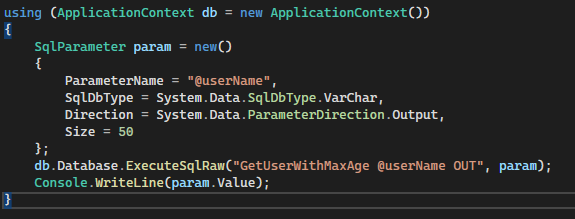 using (ApplicationContext db = new ApplicationContext())
{
    SqlParameter param = new()
    {
        ParameterName = "@userName",
        SqlDbType = System.Data.SqlDbType.VarChar,
        Direction = System.Data.ParameterDirection.Output,
        Size = 50
    };
    db.Database.ExecuteSqlRaw("GetUserWithMaxAge @userName OUT", param);
    Console.WriteLine(param.Value);
}